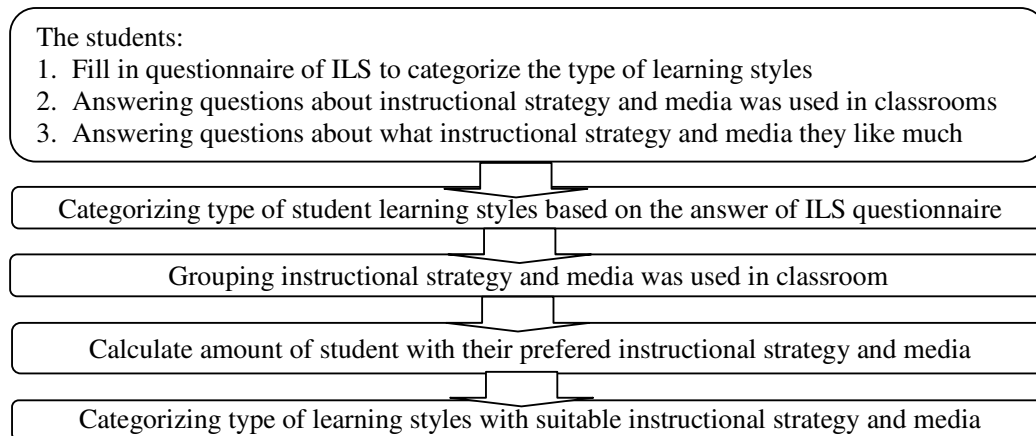 The students:
1. Fill in questionnaire of ILS to categorize the type of learning styles
2. Answering questions about instructional strategy and media was used in classrooms
3. Answering questions about what instructional strategy and media they like much
Categorizing type of student learning styles based on the answer of ILS questionnaire
Grouping instructional strategy and media was used in classroom
Calculate amount of student with their prefered instructional strategy and media
Categorizing type of learning styles with suitable instructional strategy and media